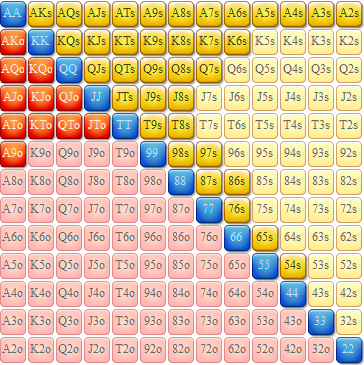 AA AKs AQs AJs ATs A9s A8s A7s A6s A5s A4s A3s A2s
AKo KK KQs KJs KTs K9s K8s K7s K6s K5s K4s K3s K2s
AQo KQo QQ QJs QTs Q9s Q8s Q7s Q6s Q5s Q4s Q3s Q2s
AJo KJo QJo JJ JTs J9s J8s J7s J6s J5s J4s J3s J2s
ATo KTo QTo JTo TT T9s T8s T7s T6s T5s T4s T3s T2s
A9o K9o Q9o J9o T9o 99 98s 97s 96s 95s 94s 93s 92s
A8o K8o Q8o J8o T8o 98o 88 87s 86s 85s 84s 83s 82s
A7o K7o Q7o J7o T7o 97o 87o 77 76s 75s 74s 73s 72s
A6o K6o Q6o J6o T6o 96o 86o 76o 66 65s 64s 63s 62s
A5o K5o Q5o J5o T5o 95o 85o 75o 65o 55 54s 53s 52s
A4o K4o Q4o J4o T4o 94o 84o 74o 64o 54o 44 43s 42s
A3o K3o Q3o J3o T3o 93o 83o 73o 63o 53o 43o 33 32s
A2o K2o Q2o J2o T2o 92o 82o 72o 62o 52o 42o 32o 22